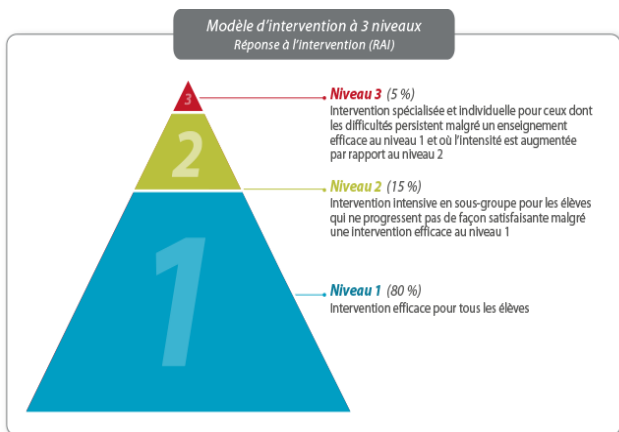 Modèle d'intervention à 3 niveaux
Réponse à l'intervention (RAI)
3
Niveau 3 (5 %)
Intervention spécialisée et individuelle pour ceux dont
les difficultés persistent malgré un enseignement
efficace au niveau 1 et où l'intensité est augmentée
par rapport au niveau 2
2
Niveau 2 (15 %)
Intervention intensive en sous-groupe pour les élèves
qui ne progressent pas de façon satisfaisante malgré
une intervention efficace au niveau 1
1
Niveau 1 (80 %)
Intervention efficace pour tous les élèves